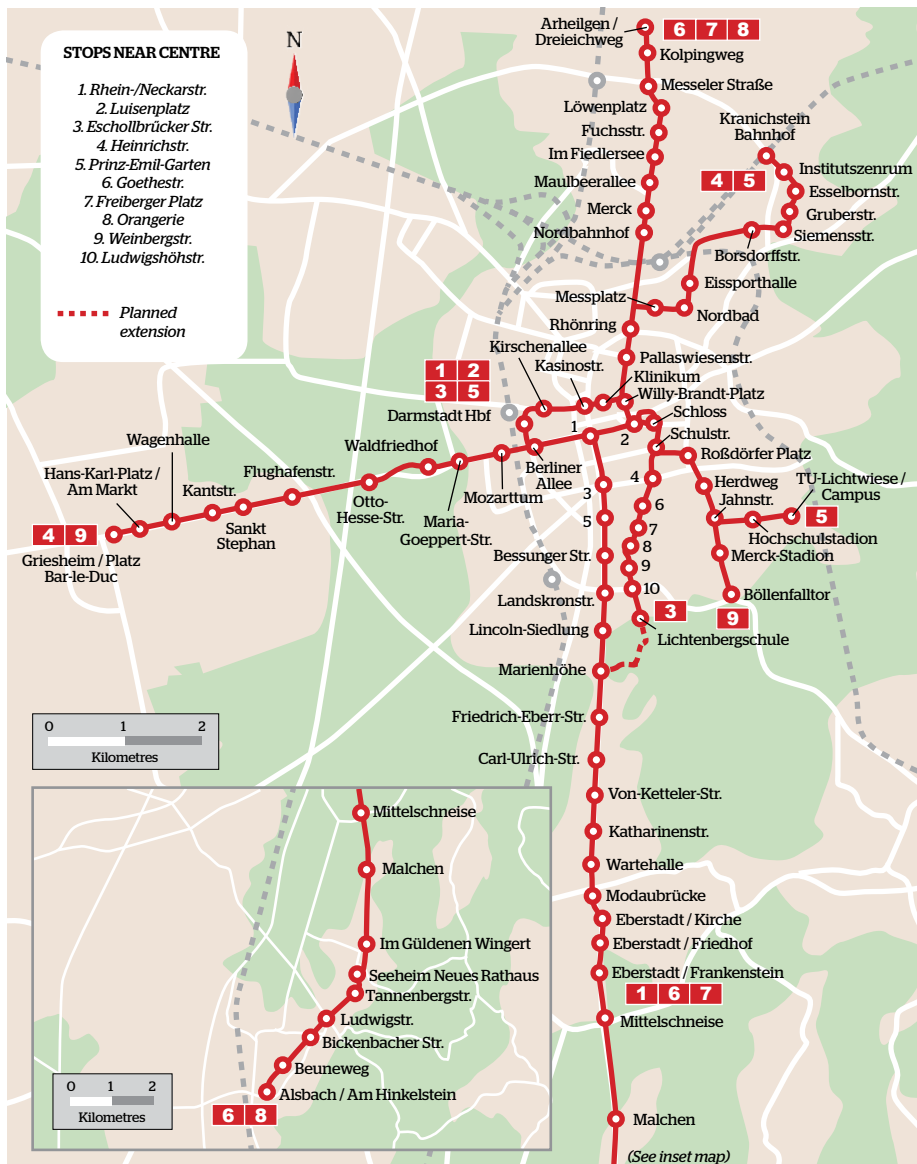 STOPS NEAR CENTRE
1. Rhein-/Neckarstr.
2. Luisenplatz
3. Eschollbrücker Str.
4. Heinrichstr.
5. Prinz-Emil-Garten
6. Goethestr.
7. Freiberger Platz
8. Orangerie
9. Weinbergstr.
10. Ludwigshöhstr.
Planned
extension
N
Arheilgen /
Dreieichweg
6 7 8
Kolpingweg
Messeler Straße
Löwenplatz
Fuchsstr.
Im Fiedlersee
Maulbeerallee
Merck
Nordbahnhof
Kranichstein
Bahnhof
4 5
Institutszenrum
Esselbornstr.
Gruberstr.
Siemensstr.
Borsdorffstr.
Eissporthalle
Messplatz
Nordbad
Rhönring
Kirschenallee
Kasinostr.
Pallaswiesenstr.
Klinikum
Willy-Brandt-Platz
1 2
3 5
Darmstadt Hbf
Schloss
1
2
Schulstr.
Wagenhalle
Waldfriedhof
Hans-Karl-Platz /
Am Markt
Flughafenstr.
Kantstr.
Berliner
Allee
Roßdörfer Platz
Mozarttum
Otto-
Hesse-Str.
Maria-
Goeppert-Str.
Sankt
Stephan
4 9
Griesheim / Platz
Bar-le-Duc
3
4
5
6
7
8
9
10
Herdweg
Jahnstr.
TU-Lichtwiese /
Campus
5
Hochschulstadion
Merck-Stadion
Böllenfalltor
9
Bessunger Str.
Landskronstr.
3
Lichtenbergschule
Lincoln-Siedlung
Marienhöhe
Friedrich-Eberr-Str.
Carl-Ulrich-Str.
Von-Ketteler-Str.
Katharinenstr.
Wartehalle
Modaubrücke
Eberstadt / Kirche
Eberstadt / Friedhof
Eberstadt / Frankenstein
1 6 7
Mittelschneise
Malchen
(See inset map)
0 1 2
Kilometres
Mittelschneise
Malchen
Im Güldenen Wingert
Seeheim Neues Rathaus
Tannenbergstr.
Ludwigstr.
Bickenbacher Str.
Beuneweg
Alsbach / Am Hinkelstein
6 8
0 1 2
Kilometres